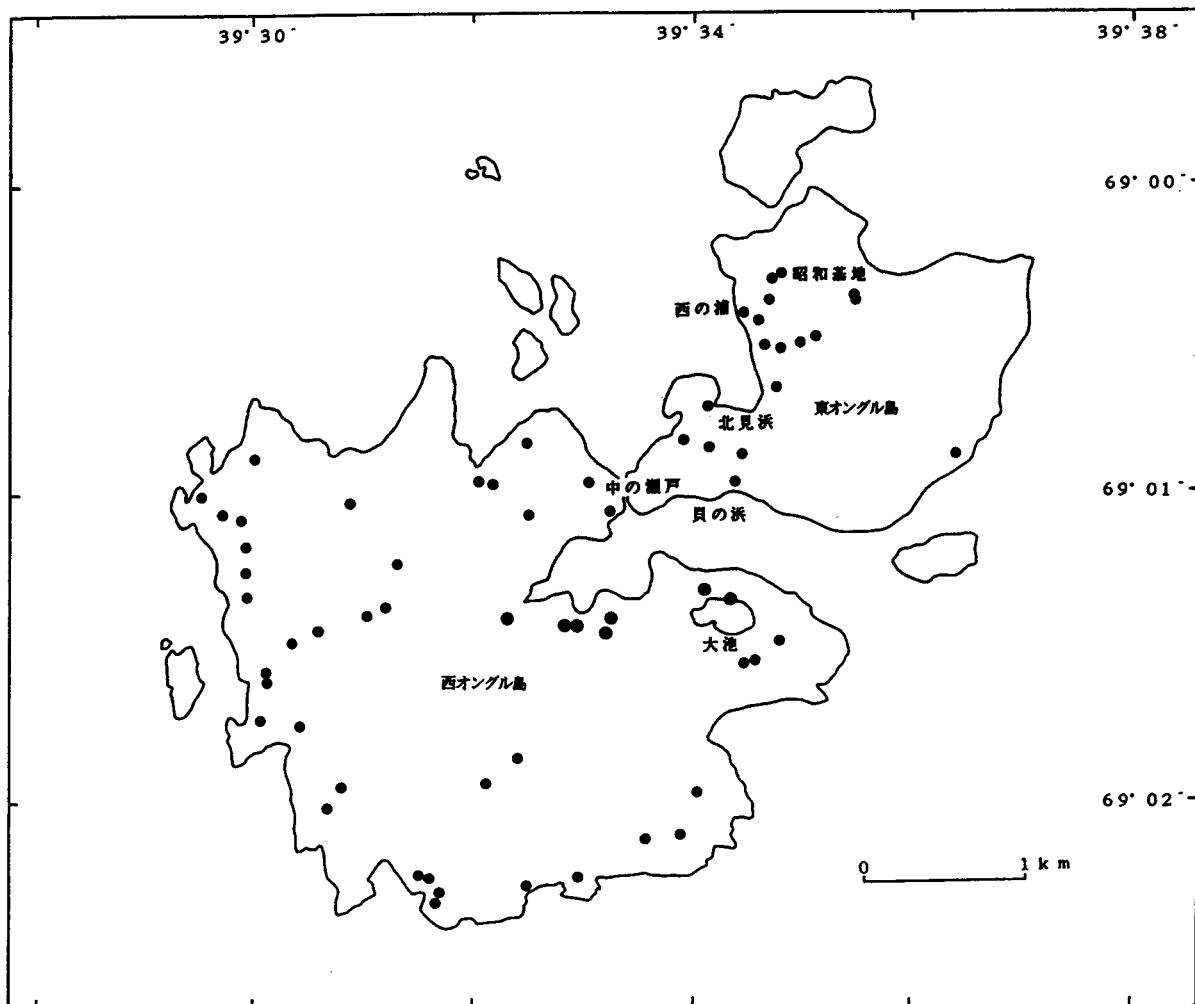 39° 30′
39° 34′
39° 38′
69° 00′
昭和基地
西の浦
東オングル島
北見浜
中の瀬戸
69° 01′
貝の浜
大池
西オングル島
69° 02′
0 1 km